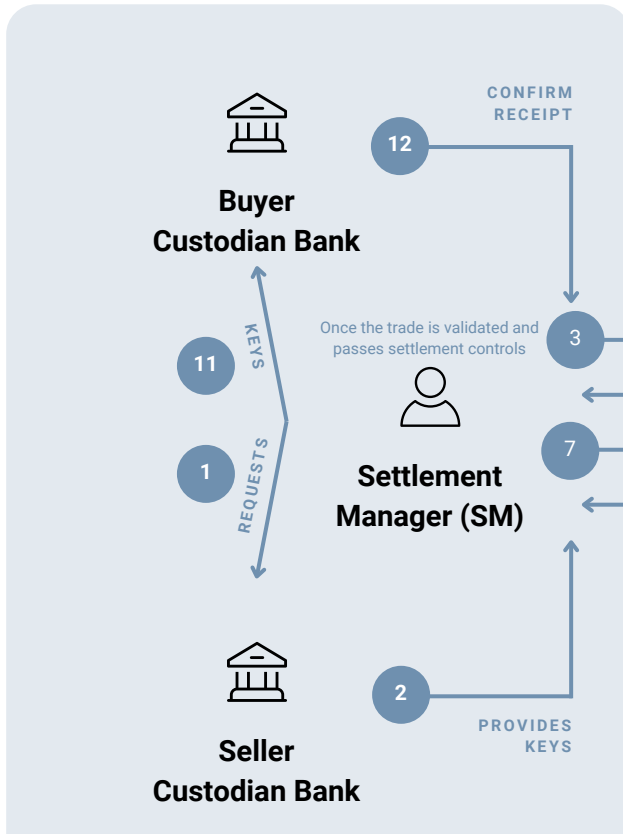 CONFIRM
RECEIPT
12
Buyer
Custodian Bank
KEYS
11
Once the trade is validated and
passes settlement controls
3
7
1
REQUESTS
Settlement
Manager (SM)
2
PROVIDES
KEYS
Seller
Custodian Bank